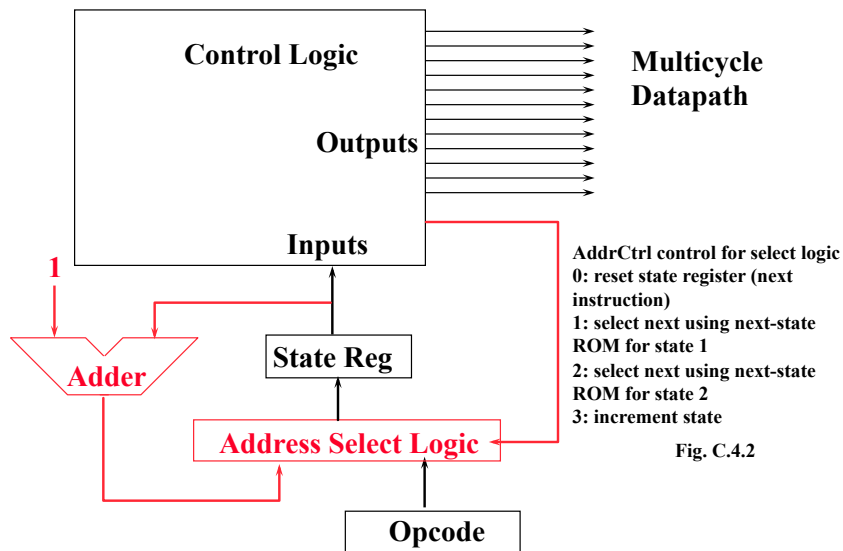 Control Logic
Multicycle
Datapath
Outputs
Inputs
1
AddrCtrl control for select logic
0: reset state register (next
instruction)
1: select next using next-state
ROM for state 1
2: select next using next-state
ROM for state 2
3: increment state
State Reg
Adder
Address Select Logic
Fig. C.4.2
Opcode